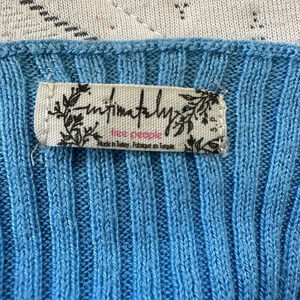 intimately
free people
Made in Turkey . Fabriqué en Turquie
S
P